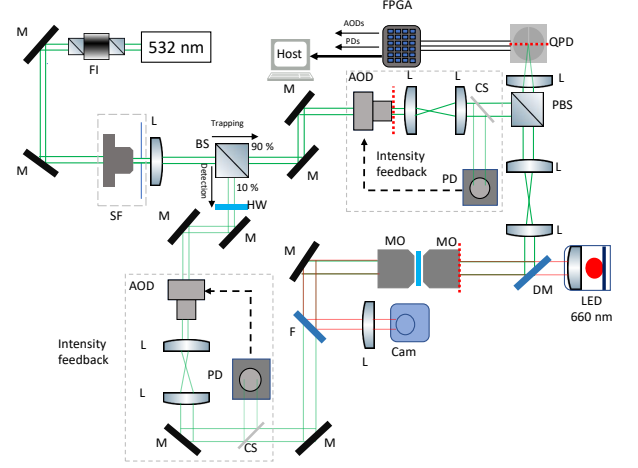 FPGA
M
AODs
532 nm
PDs
QPD
FI
Host
M
AOD
L
L
CS
L
PBS
L
Trapping
BS
90 %
Intensity
feedback
PD
M
Detection
10 %
M
L
SF
HW
M
M
L
M
MO
MO
AOD
DM
LED
660 nm
F
Intensity
feedback
L
Cam
L
PD
L
M
CS
M